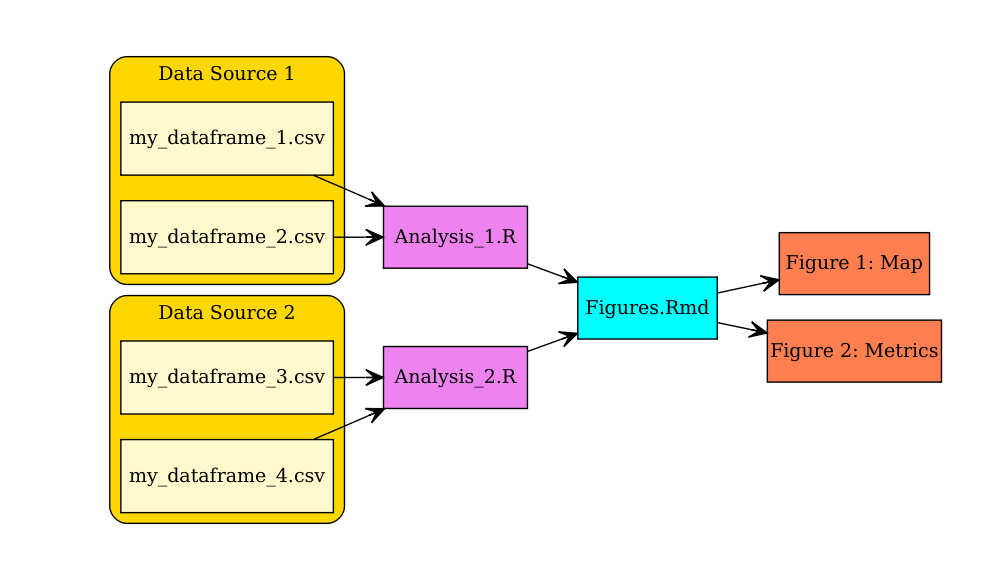 Data Source 1
my_dataframe_1.csv
my_dataframe_2.csv
Data Source 2
my_dataframe_3.csv
my_dataframe_4.csv
Analysis_1.R
Analysis_2.R
Figures.Rmd
Figure 1: Map
Figure 2: Metrics